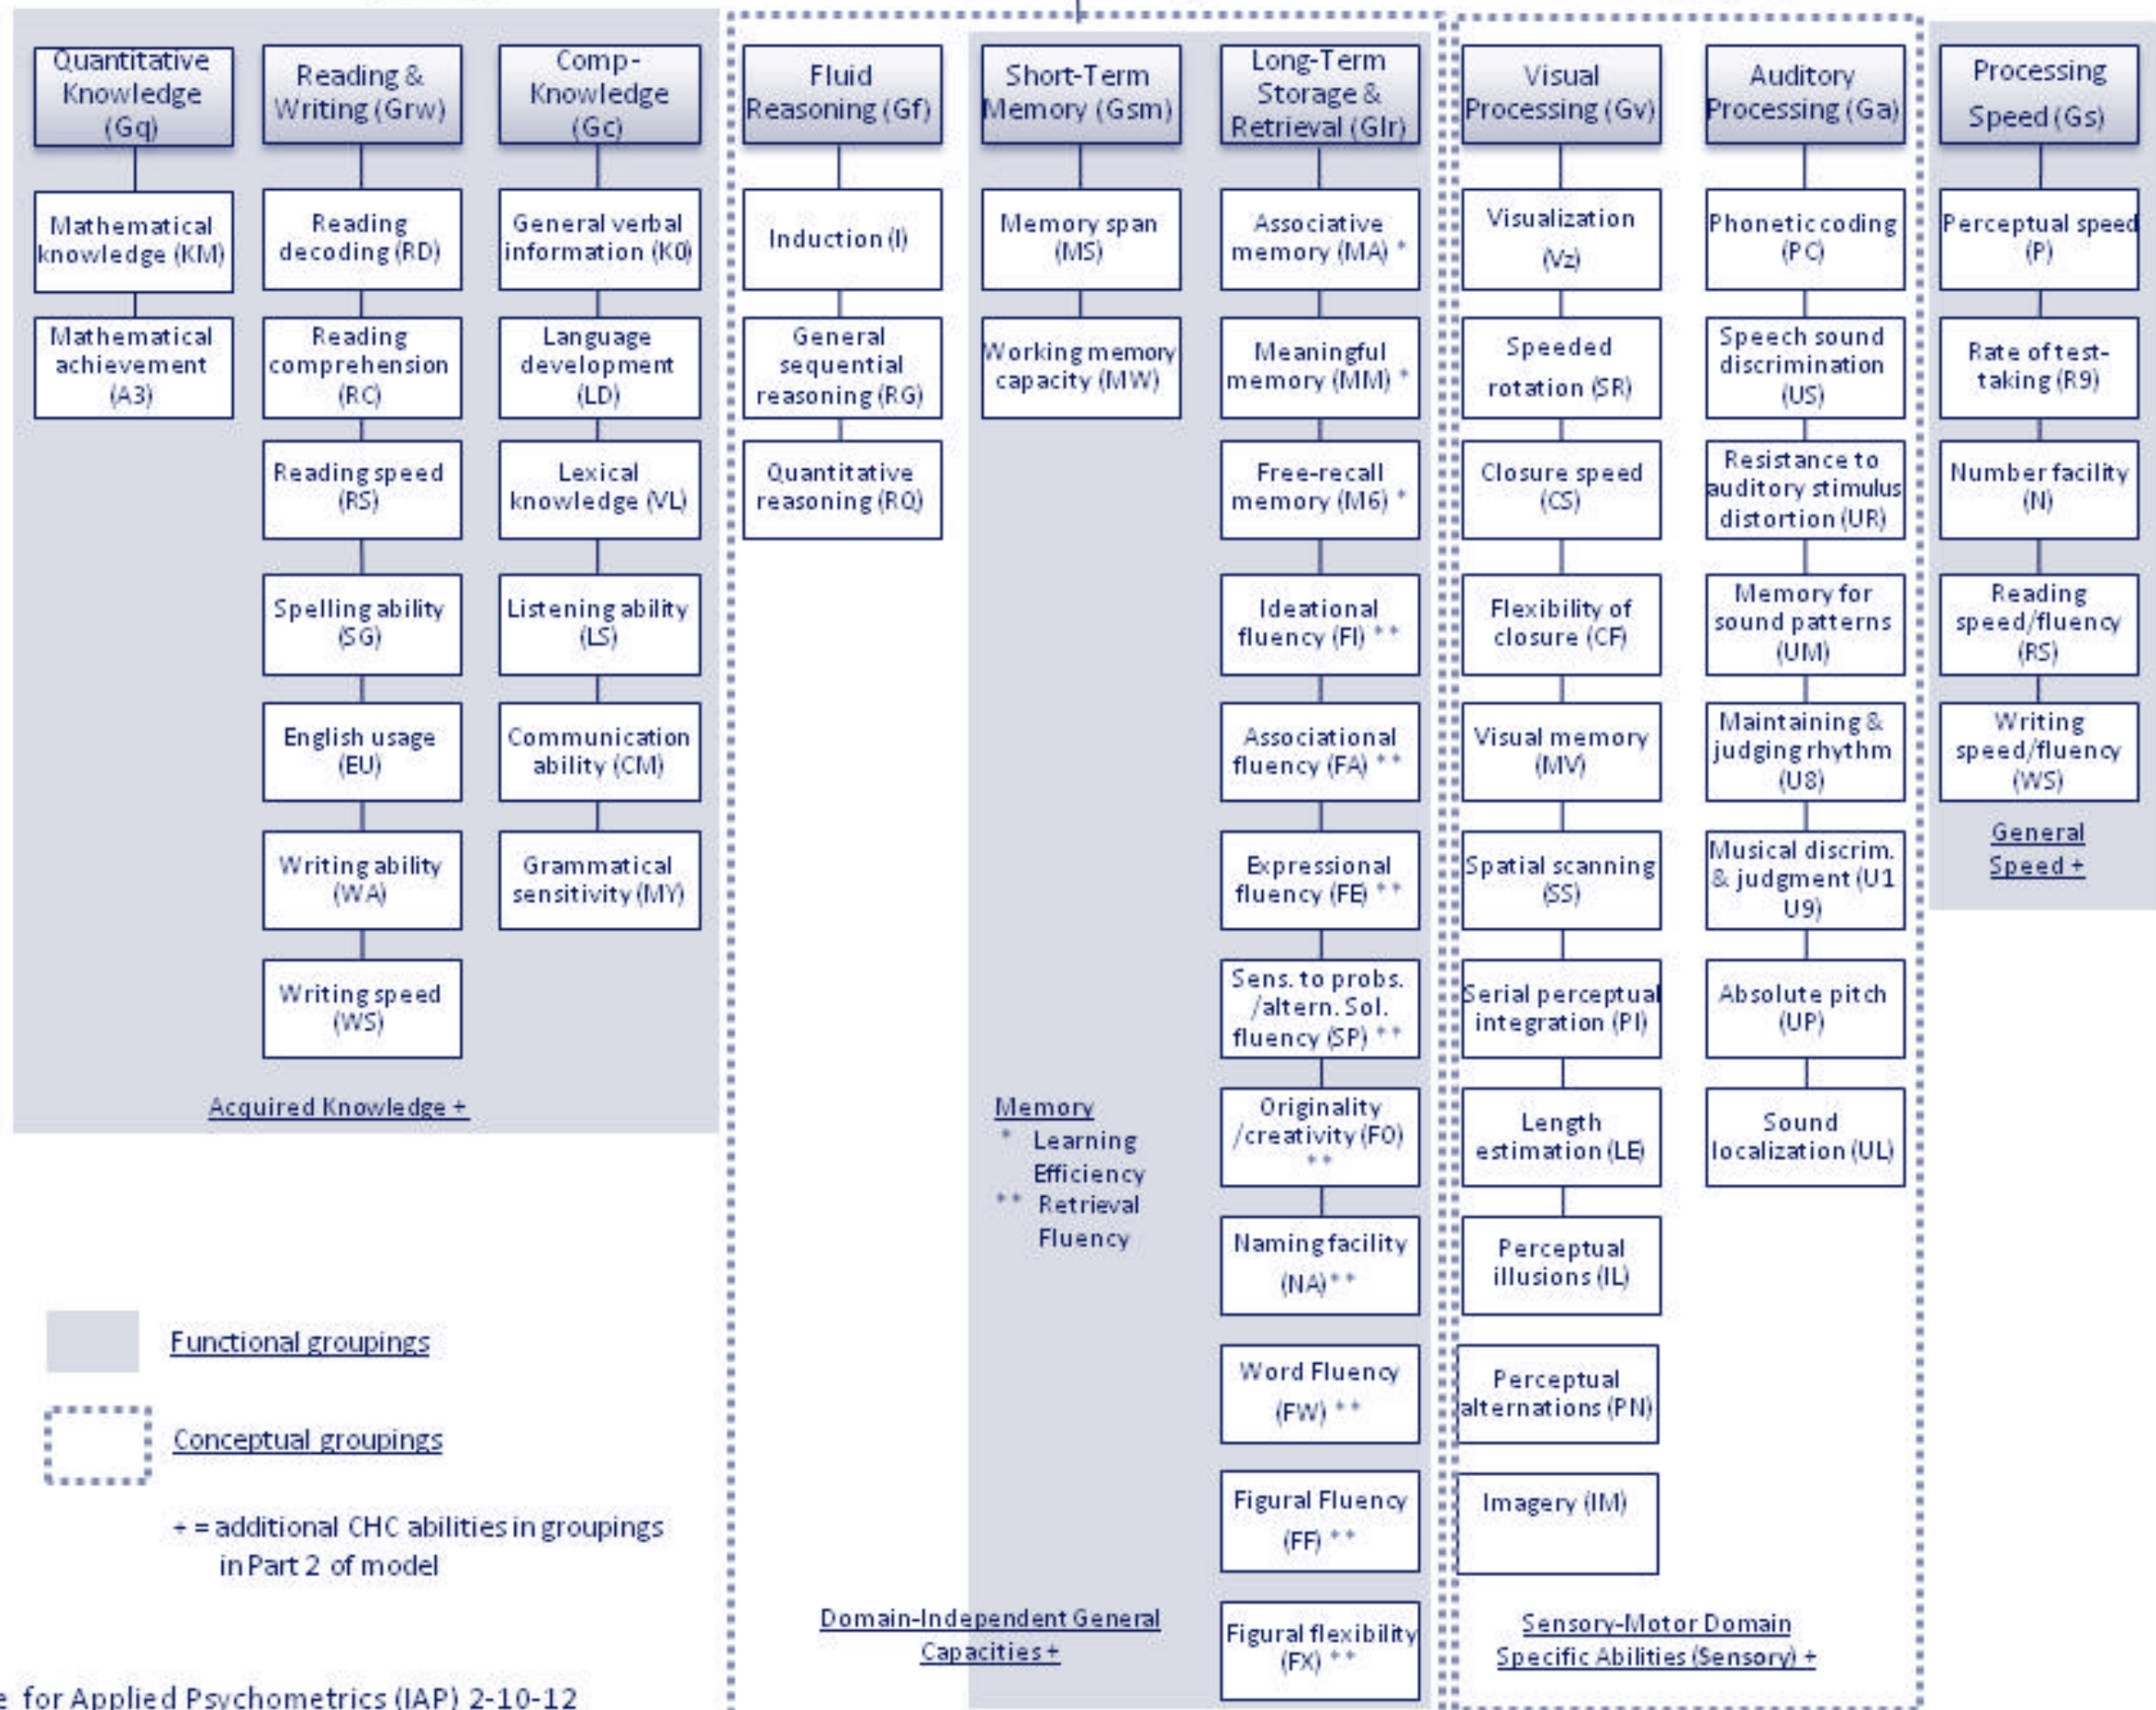 Quantitative
Knowledge
(Gq)
Mathematical
knowledge (KM)
Mathematical
achievement
(A3)
Reading &
Writing (Grw)
Reading
decoding (RD)
Reading
comprehension
(RC)
Reading speed
(RS)
Spelling ability
(SG)
English usage
(EU)
Writing ability
(WA)
Writing speed
(WS)
Comp-
Knowledge
(Gc)
General verbal
information (K0)
Language
development
(LD)
Lexical
knowledge (VL)
Listening ability
(LS)
Communication
ability (CM)
Grammatical
sensitivity (MY)
Acquired Knowledge +
Fluid
Reasoning (Gf)
Induction (I)
General
sequential
reasoning (RG)
Quantitative
reasoning (RQ)
Short-Term
Memory (Gsm)
Memory span
(MS)
Working memory
capacity (MW)
Memory
* Learning
Efficiency
** Retrieval
Fluency
Long-Term
Storage &
Retrieval (Glr)
Associative
memory (MA) *
Meaningful
memory (MM) *
Free-recall
memory (M6) *
Ideational
fluency (FI) **
Associational
fluency (FA) **
Expressional
fluency (FE) **
Sens. to probs.
/altern. Sol.
fluency (SP) **
Originality
/creativity (FO)
**
Naming facility
(NA) **
Word Fluency
(FW) **
Figural Fluency
(FF) **
Figural flexibility
(FX) **
Domain-Independent General
Capacities +
Visual
Processing (Gv)
Visualization
(Vz)
Speeded
rotation (SR)
Closure speed
(CS)
Flexibility of
closure (CF)
Visual memory
(MV)
Spatial scanning
(SS)
Serial perceptual
integration (PI)
Length
estimation (LE)
Perceptual
illusions (IL)
Perceptual
alternations (PN)
Imagery (IM)
Auditory
Processing (Ga)
Phonetic coding
(PC)
Speech sound
discrimination
(US)
Resistance to
auditory stimulus
distortion (UR)
Memory for
sound patterns
(UM)
Maintaining &
judging rhythm
(U8)
Musical discrim.
& judgment (U1
U9)
Absolute pitch
(UP)
Sound
localization (UL)
Sensory-Motor Domain
Specific Abilities (Sensory) +
Processing
Speed (Gs)
Perceptual speed
(P)
Rate of test-
taking (R9)
Number facility
(N)
Reading
speed/fluency
(RS)
Writing
speed/fluency
(WS)
General
Speed +
Functional groupings
Conceptual groupings
+ = additional CHC abilities in groupings
in Part 2 of model
for Applied Psychometrics (IAP) 2-10-12